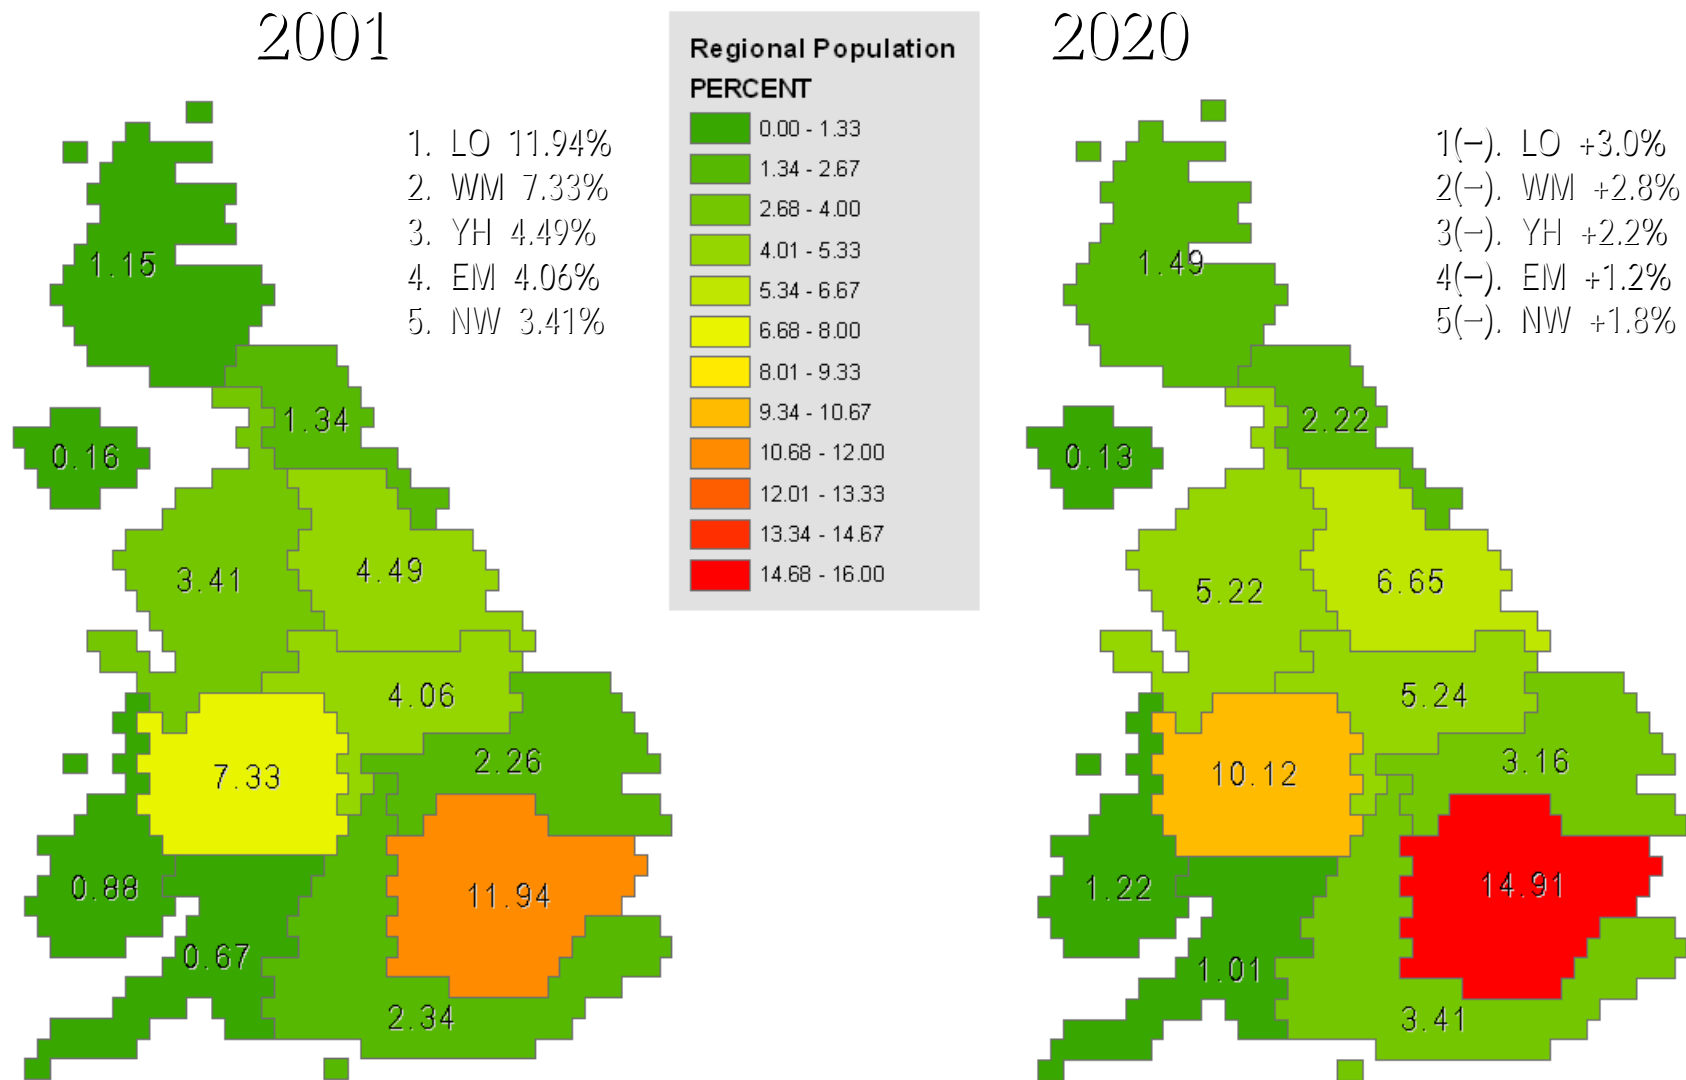 2001
1. LO 11.94%
2. WM 7.33%
3. YH 4.49%
4. EM 4.06%
5. NW 3.41%
1.15
1.34
0.16
3.41
4.49
4.06
7.33
2.26
0.88
11.94
0.67
2.34
Regional Population
PERCENT
0.00 - 1.33
1.34 - 2.67
2.68 - 4.00
4.01 - 5.33
5.34 - 6.67
6.68 - 8.00
8.01 - 9.33
9.34 - 10.67
10.68 - 12.00
12.01 - 13.33
13.34 - 14.67
14.68 - 16.00
2020
1(-). LO +3.0%
2(-). WM +2.8%
3(-). YH +2.2%
4(-). EM +1.2%
5(-). NW +1.8%
1.49
2.22
0.13
5.22
6.65
5.24
10.12
3.16
1.22
14.91
1.01
3.41